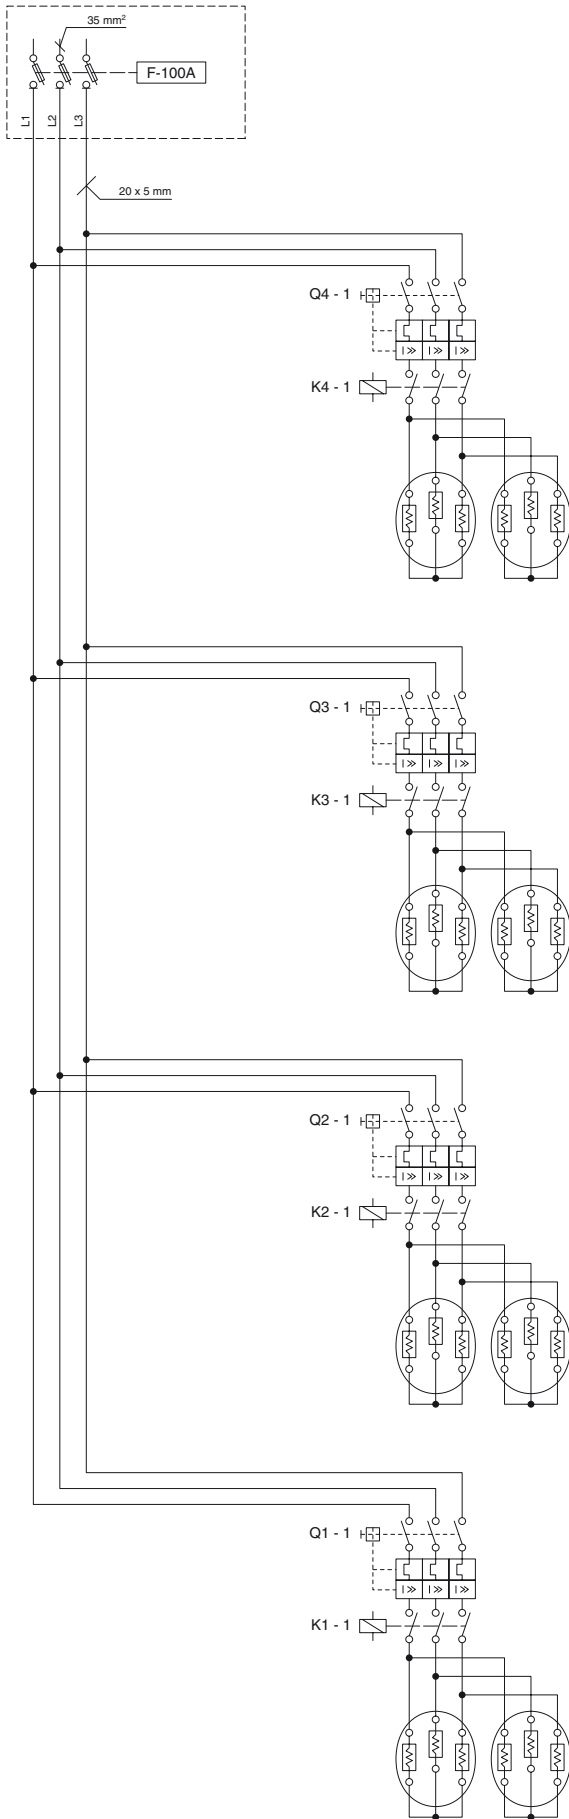 35 mm²
F-100A
L1 L2 L3
20 x 5 mm
Q4 - 1
I>> I>> I>>
K4 - 1
Q3 - 1
I>> I>> I>>
K3 - 1
Q2 - 1
I>> I>> I>>
K2 - 1
Q1 - 1
I>> I>> I>>
K1 - 1